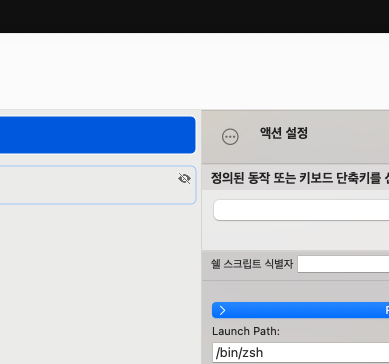 액션 설정
정의된 동작 또는 키보드 단축키를
쉘 스크립트 식별자
Launch Path:
/bin/zsh